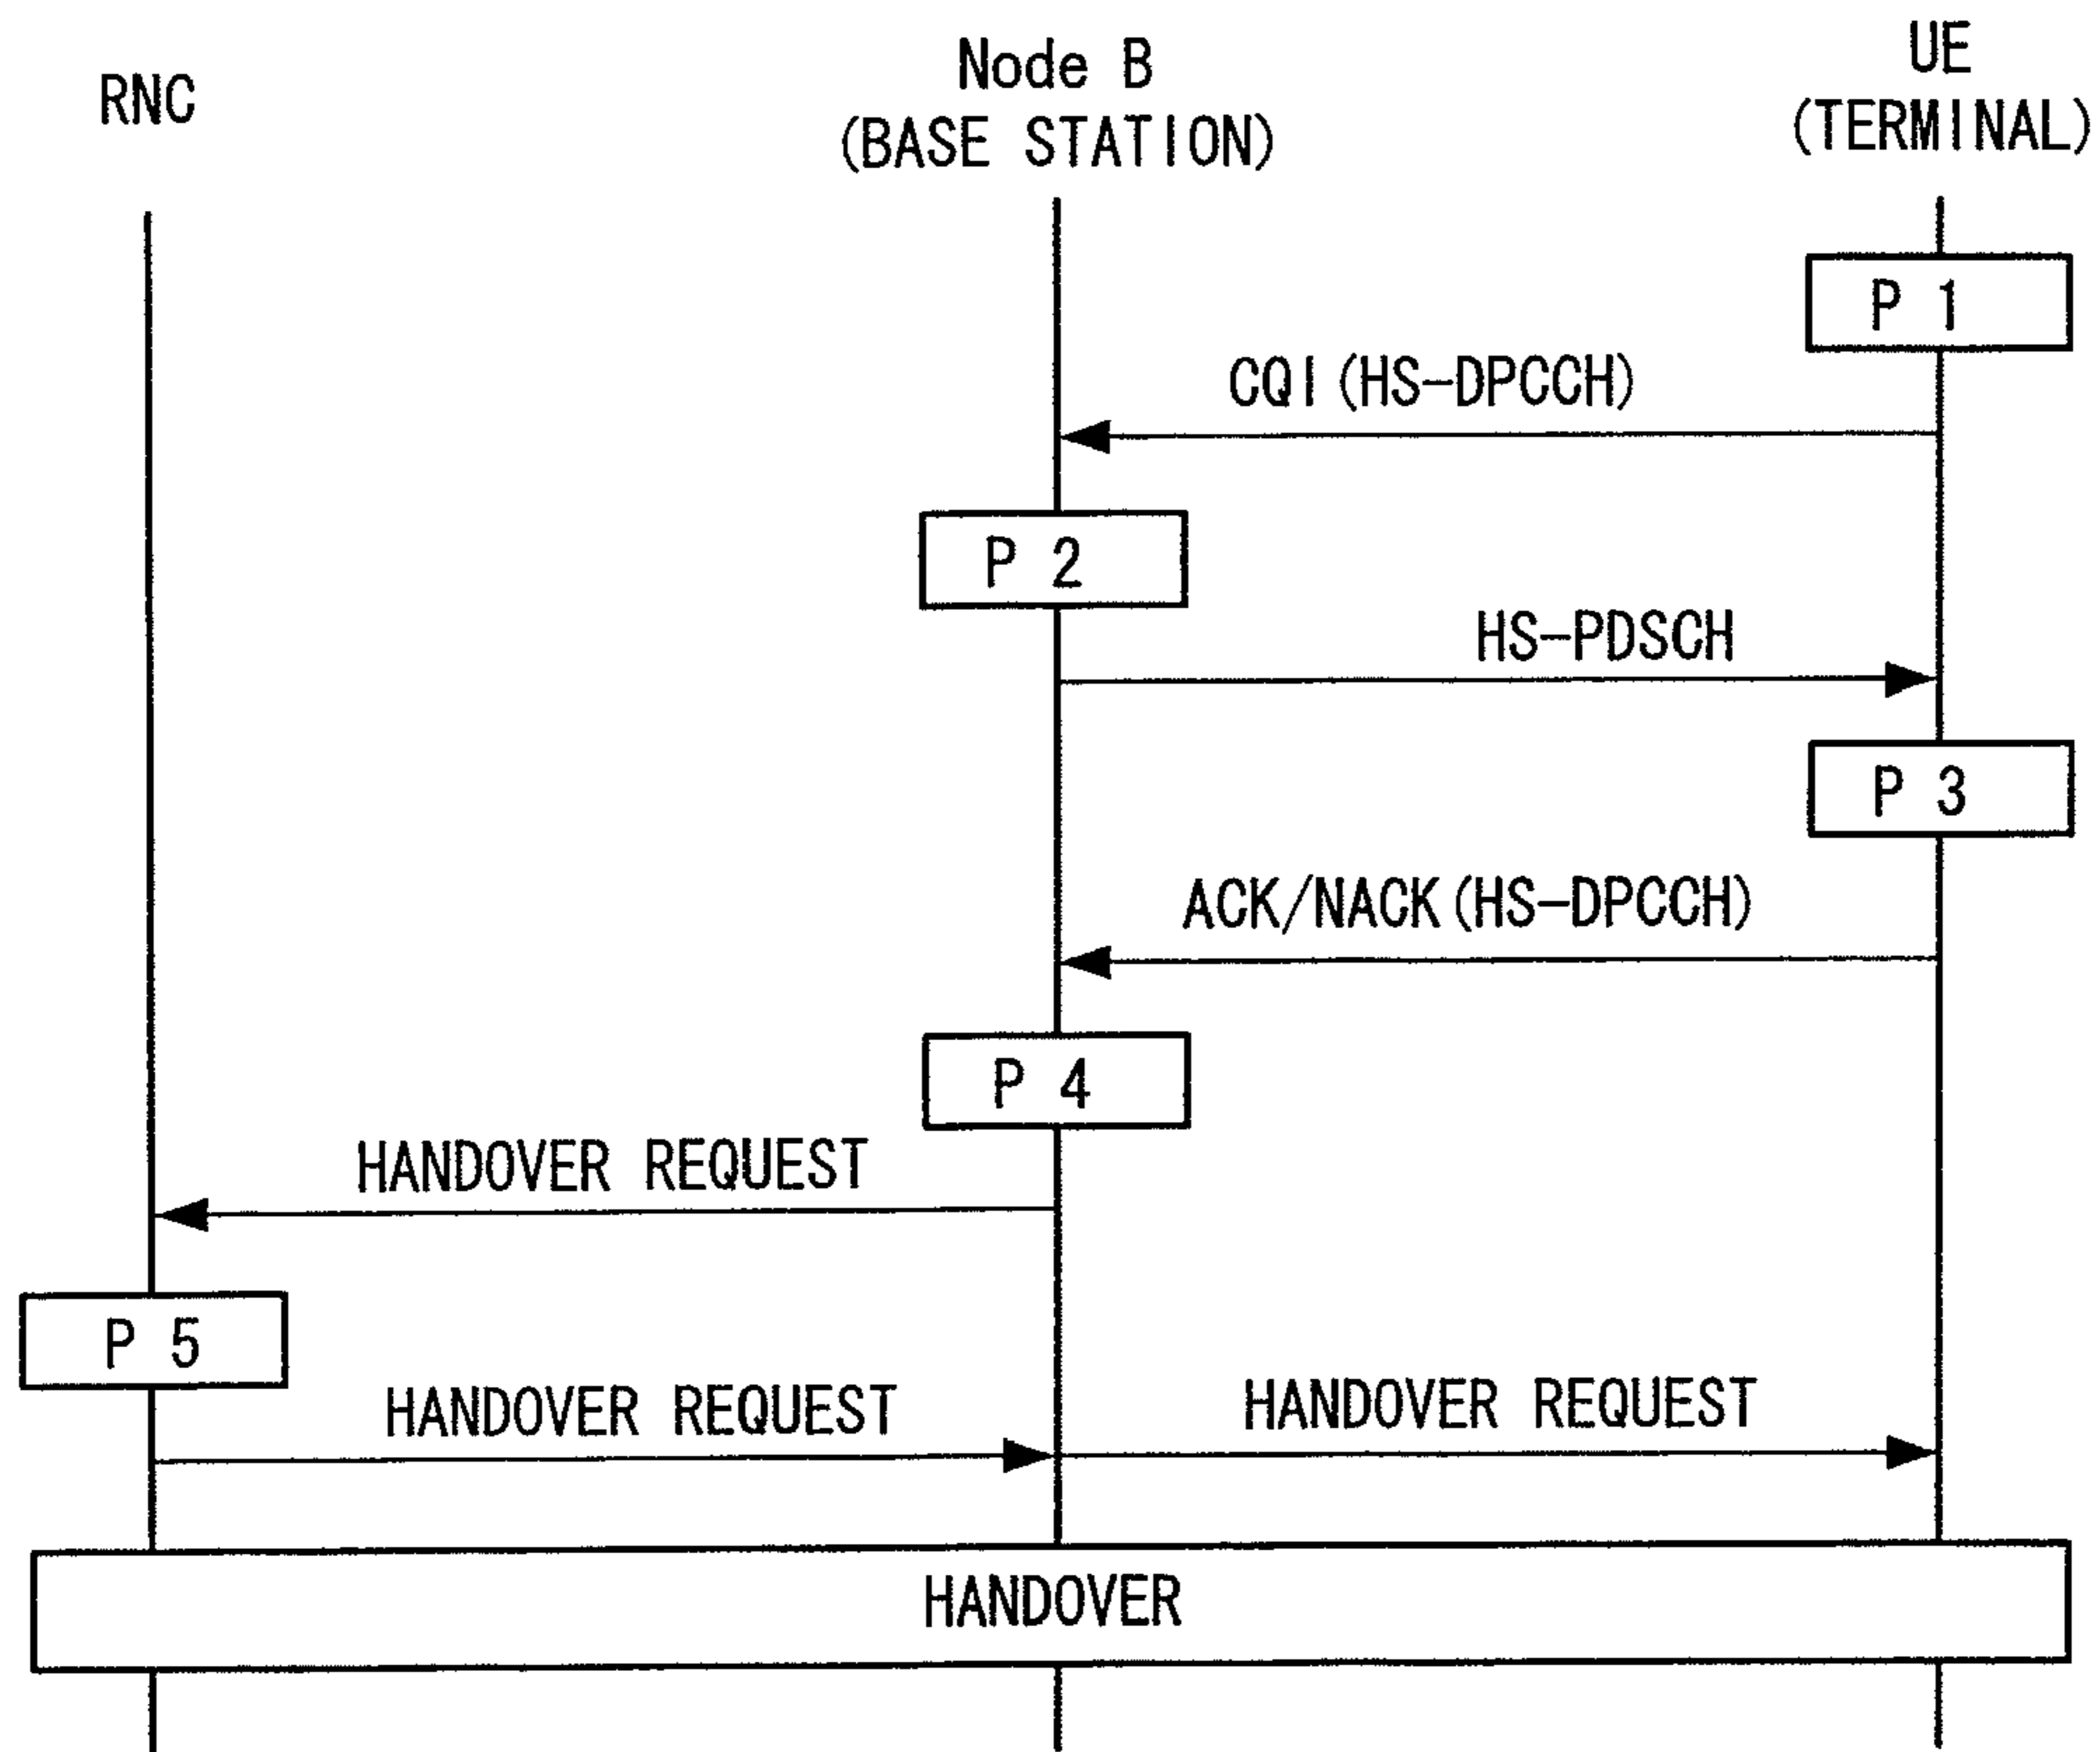 RNC
Node B
(BASE STATION)
UE
(TERMINAL)
P 1
CQI(HS-DPCCH)
P 2
HS-PDSCH
P 3
ACK/NACK(HS-DPCCH)
P 4
HANDOVER REQUEST
P 5
HANDOVER REQUEST
HANDOVER REQUEST
HANDOVER